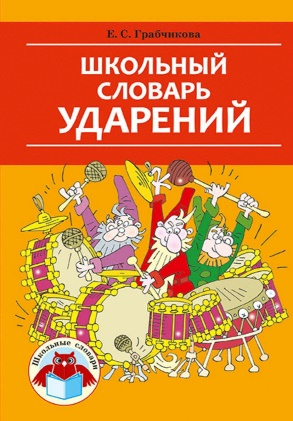 Е. С. Грабчикова
ШКОЛЬНЫЙ
СЛОВАРЬ
УДАРЕНИЙ
Школьные словари